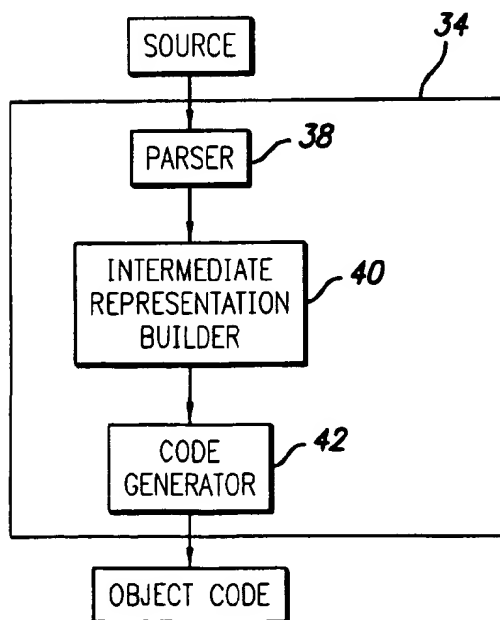 SOURCE
34
PARSER
38
INTERMEDIATE
REPRESENTATION
BUILDER
40
CODE
GENERATOR
42
OBJECT CODE